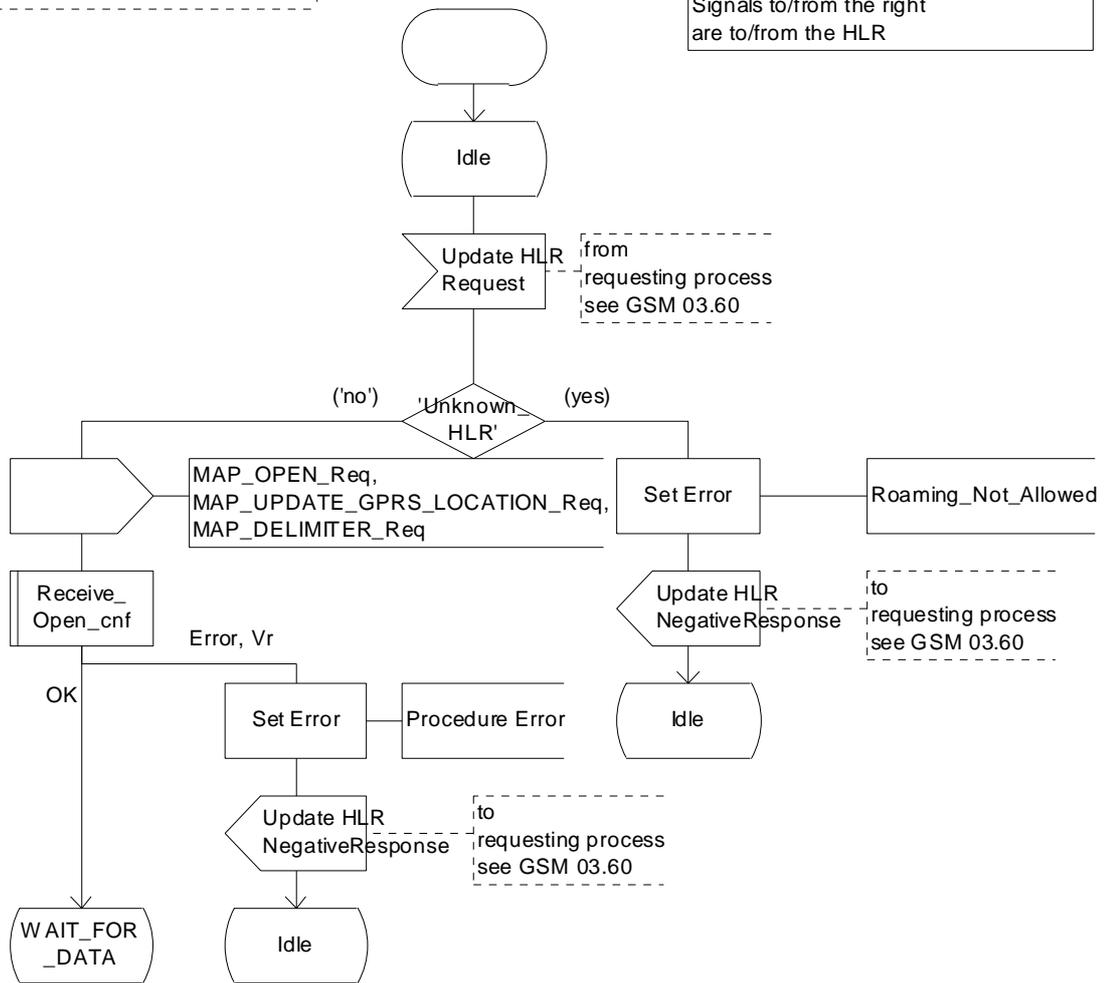 Signals to/from the right
are to/from the HLR
Idle
Update HLR
Request
from
requesting process
see GSM 03.60
('no')
'Unknown_
HLR'
(yes)
MAP_OPEN_Req,
MAP_UPDATE_GPRS_LOCATION_Req,
MAP_DELIMITER_Req
Set Error
Roaming_Not_Allowed
Receive_
Open_cnf
Update HLR
NegativeResponse
to
requesting process
see GSM 03.60
Error, Vr
OK
Set Error
Procedure Error
Idle
Update HLR
NegativeResponse
to
requesting process
see GSM 03.60
WAIT_FOR
_DATA
Idle